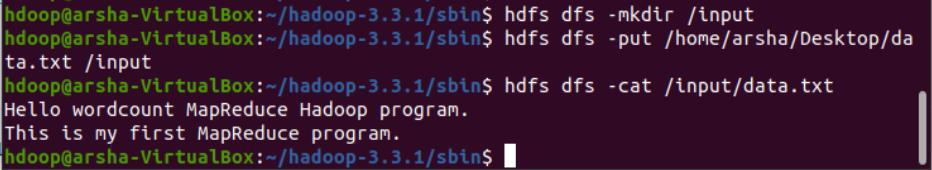 hdoop@arsha-VirtualBox:~/hadoop-3.3.1/sbin$ hdfs dfs -mkdir /input
hdoop@arsha-VirtualBox:~/hadoop-3.3.1/sbin$ hdfs dfs -put /home/arsha/Desktop/da
ta.txt /input
hdoop@arsha-VirtualBox:~/hadoop-3.3.1/sbin$ hdfs dfs -cat /input/data.txt
Hello wordcount MapReduce Hadoop program.
This is my first MapReduce program.
hdoop@arsha-VirtualBox:~/hadoop-3.3.1/sbin$